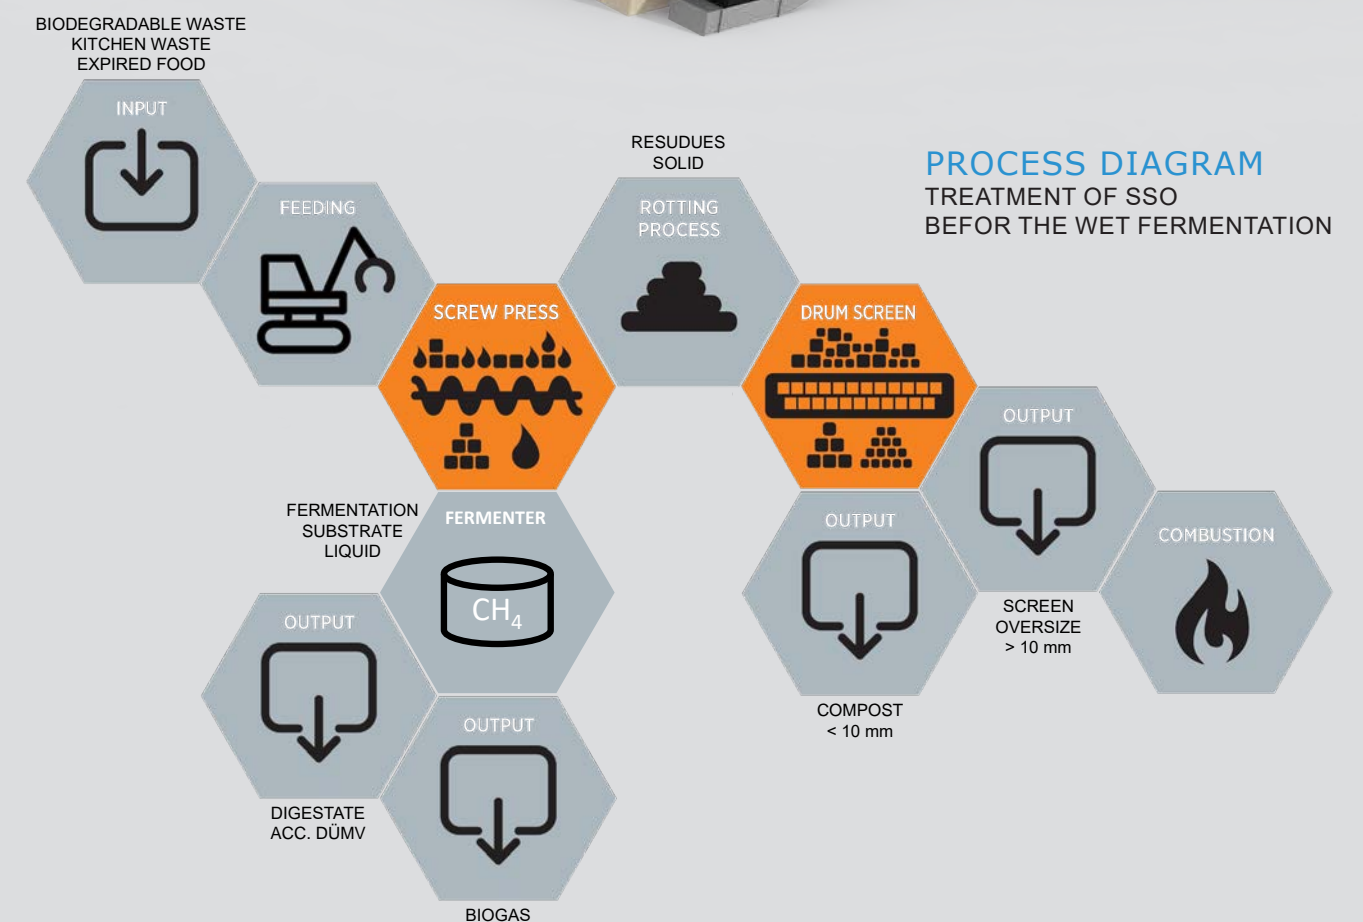 BIODEGRADABLE WASTE
KITCHEN WASTE
EXPIRED FOOD
INPUT
FEEDING
SCREW PRESS
RESUDUES
SOLID
ROTTING
PROCESS
PROCESS DIAGRAM
TREATMENT OF SSO
BEFOR THE WET FERMENTATION
DRUM SCREEN
OUTPUT
SCREEN
OVERSIZE
> 10 mm
COMBUSTION
OUTPUT
COMPOST
< 10 mm
FERMENTATION
SUBSTRATE
LIQUID
FERMENTER
CH₄
OUTPUT
DIGESTATE
ACC. DÜMV
OUTPUT
BIOGAS